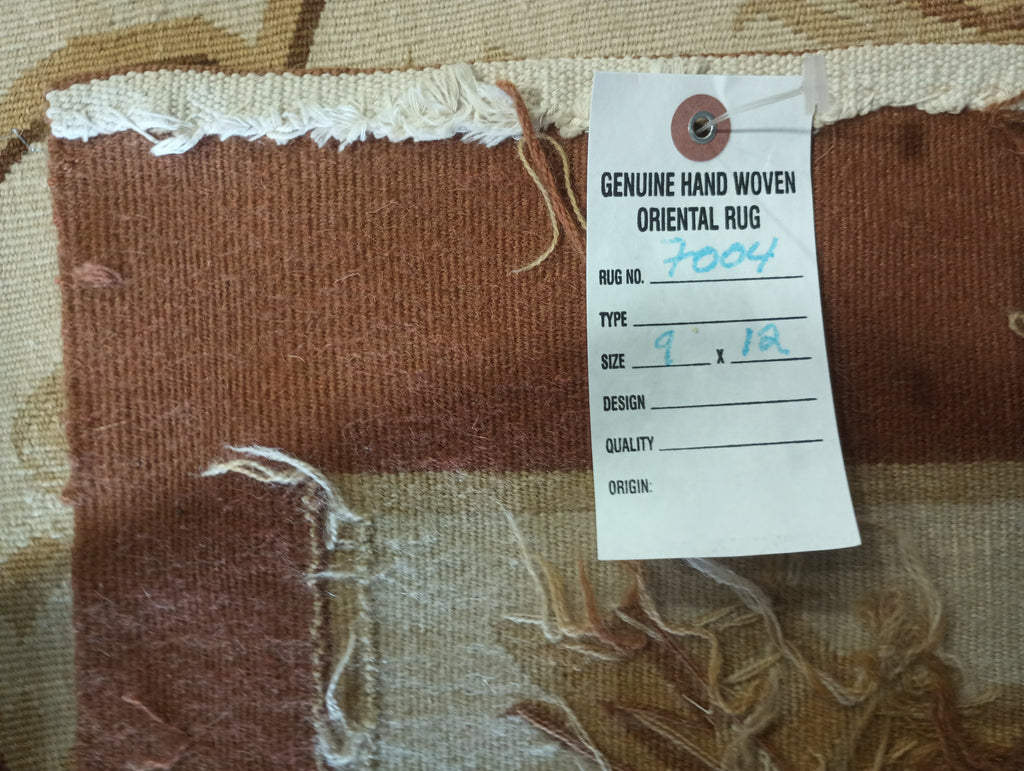 GENUINE HAND WOVEN
ORIENTAL RUG
RUG NO. 7004
TYPE
SIZE 9 X 12
DESIGN
QUALITY
ORIGIN: